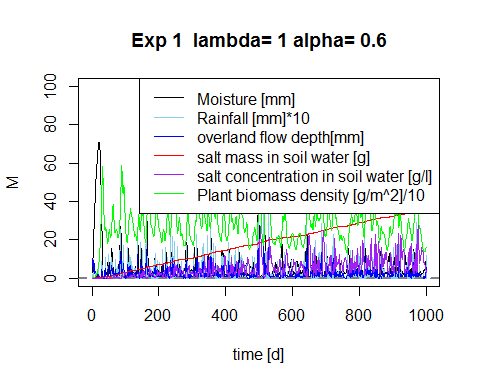 Exp 1 lambda= 1 alpha= 0.6
M
100
80
60
40
20
0
Moisture [mm]
Rainfall [mm]*10
overland flow depth[mm]
salt mass in soil water [g]
salt concentration in soil water [g/l]
Plant biomass density [g/m^2]/10
0
200
400
600
800
1000
time [d]